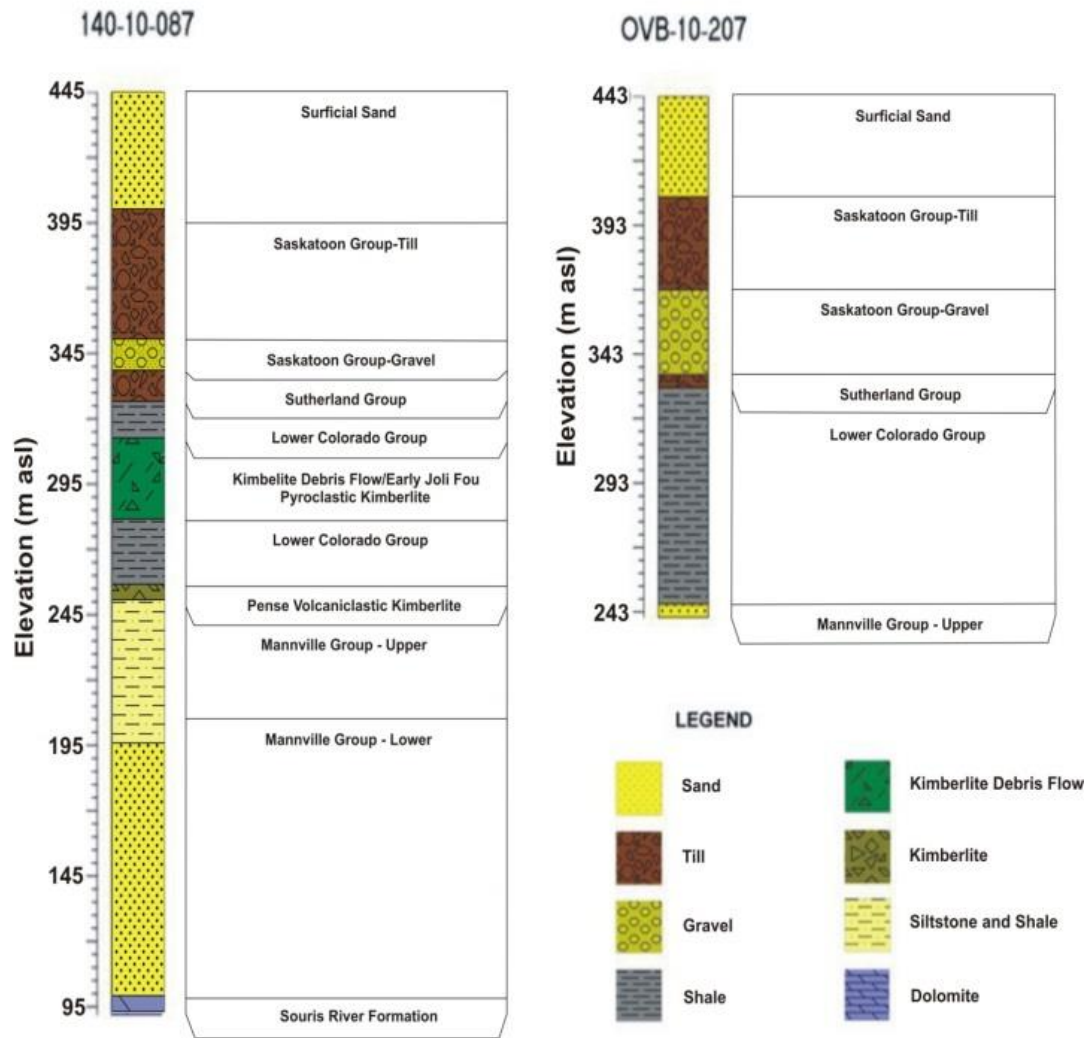 140-10-087
445
395
345
295
245
195
145
95
Elevation (m asl)
Surficial Sand
Saskatoon Group-Till
Saskatoon Group-Gravel
Sutherland Group
Lower Colorado Group
Kimbelite Debris Flow/Early Joli Fou
Pyroclastic Kimberlite
Lower Colorado Group
Pense Volcaniclastic Kimberlite
Mannville Group - Upper
Mannville Group - Lower
Souris River Formation
OVB-10-207
443
393
343
293
243
Elevation (m asl)
Surficial Sand
Saskatoon Group-Till
Saskatoon Group-Gravel
Sutherland Group
Lower Colorado Group
Mannville Group - Upper
LEGEND
Sand
Till
Gravel
Shale
Kimberlite Debris Flow
Kimberlite
Siltstone and Shale
Dolomite